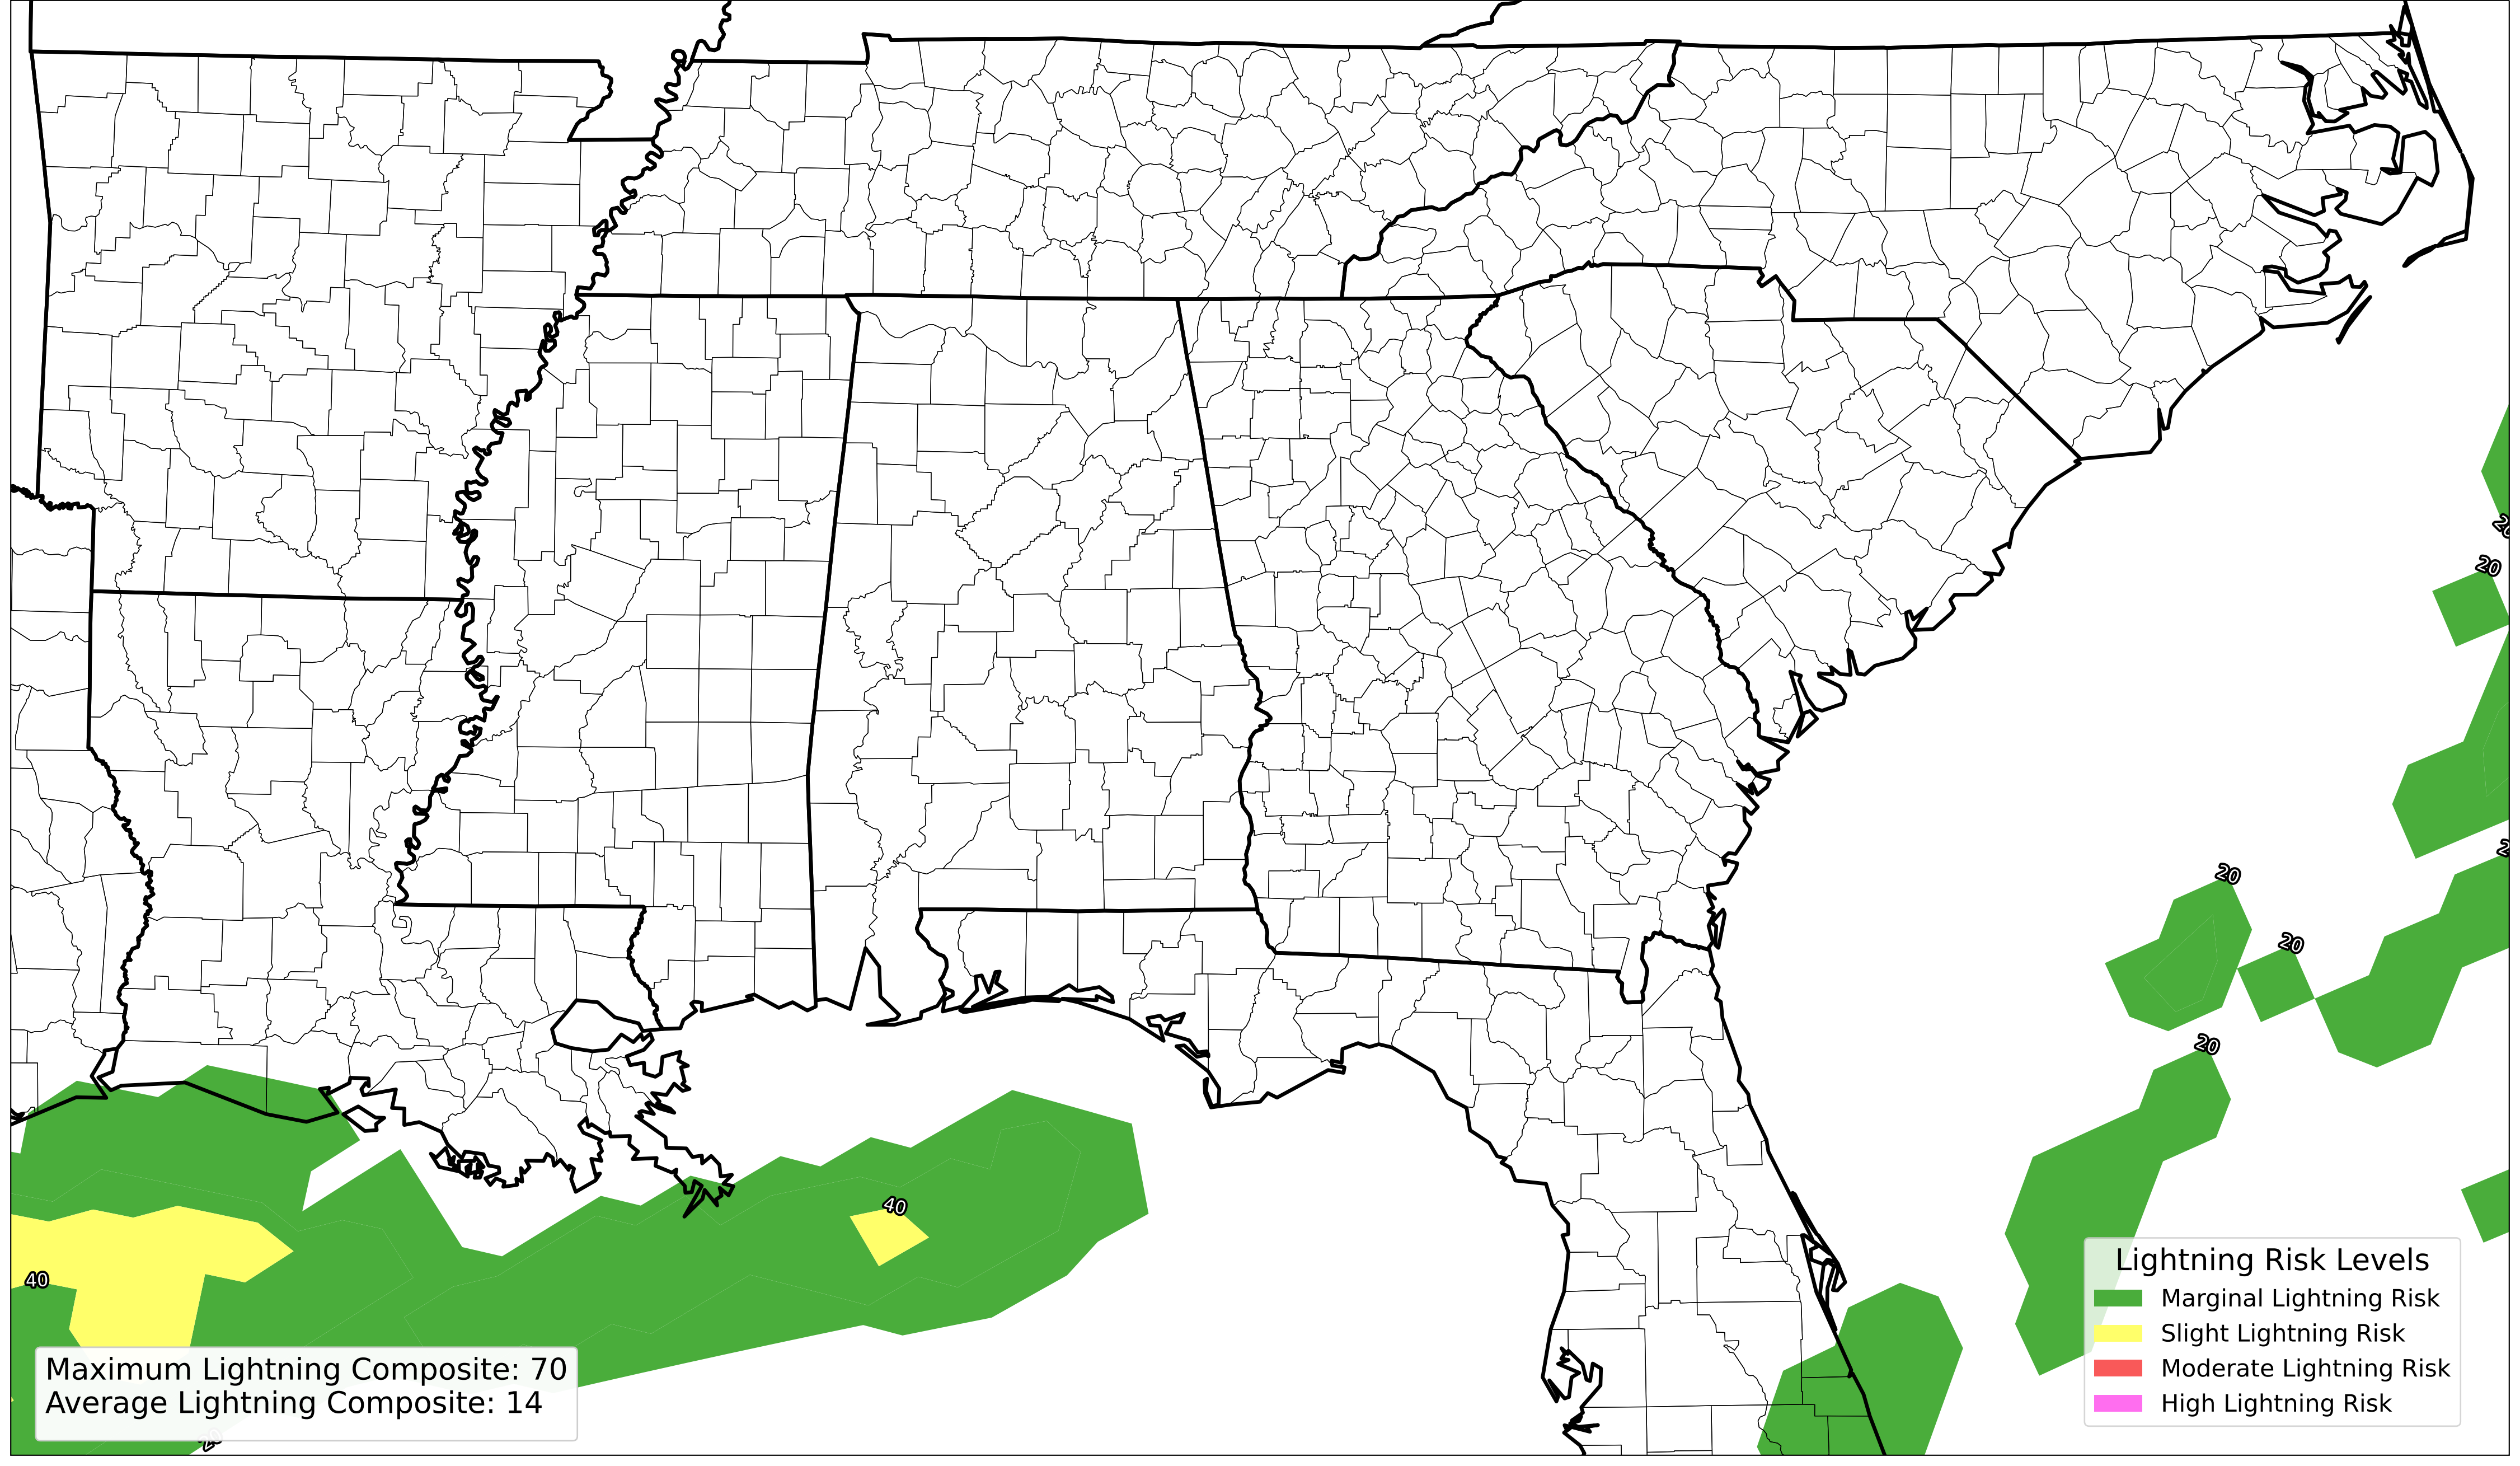 20
20
20
20
20
40
40
Lightning Risk Levels
Marginal Lightning Risk
Slight Lightning Risk
Moderate Lightning Risk
High Lightning Risk
Maximum Lightning Composite: 70
Average Lightning Composite: 14